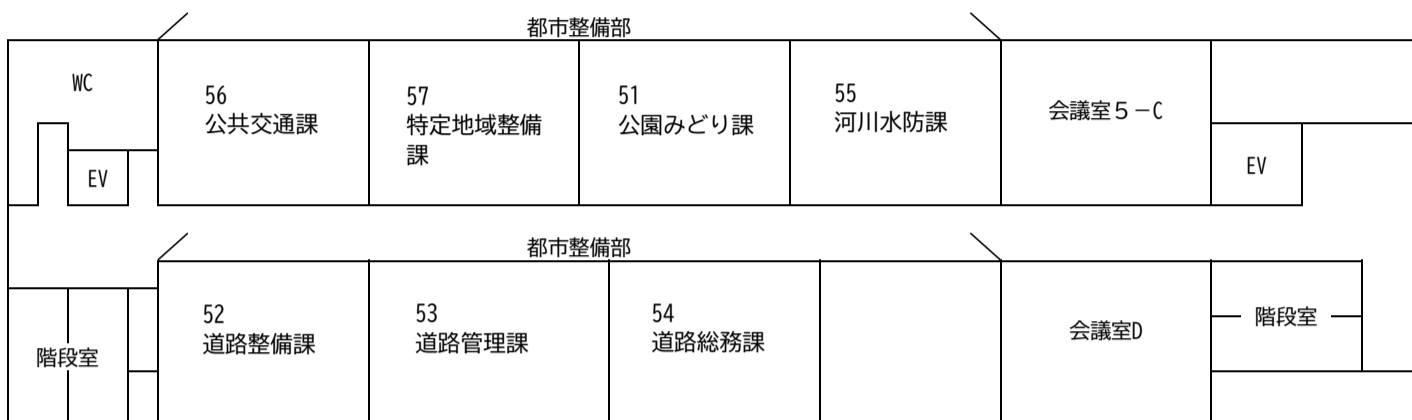 都市整備部
WC
EV
56
公共交通課
57
特定地域整備
課
51
公園みどり課
55
河川水防課
会議室５－C
EV
都市整備部
階段室
52
道路整備課
53
道路管理課
54
道路総務課
会議室D
階段室